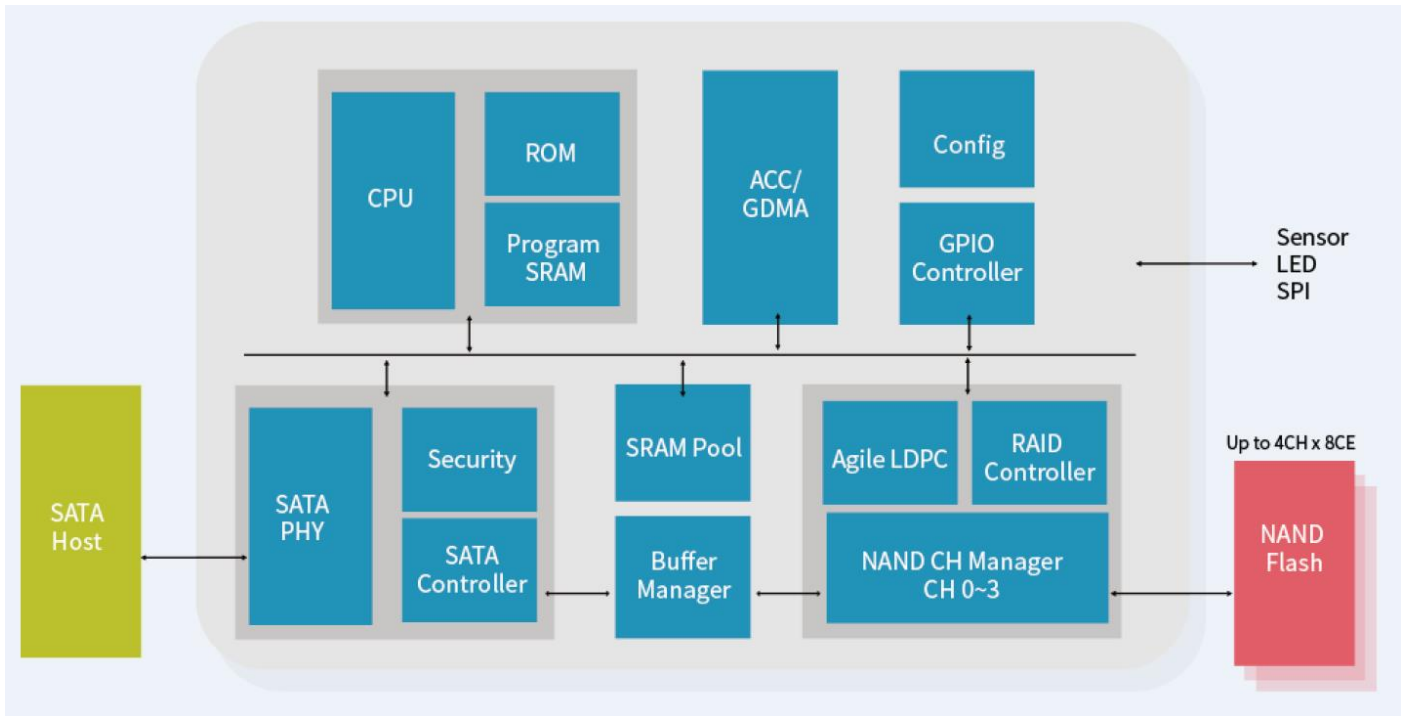 CPU
ROM
Program
SRAM
ACC/
GDMA
Config
GPIO
Controller
Sensor
LED
SPI
SATA
Host
SATA
PHY
Security
SATA
Controller
SRAM Pool
Buffer
Manager
Agile LDPC
RAID
Controller
NAND CH Manager
CH 0~3
Up to 4CH x 8CE
NAND
Flash